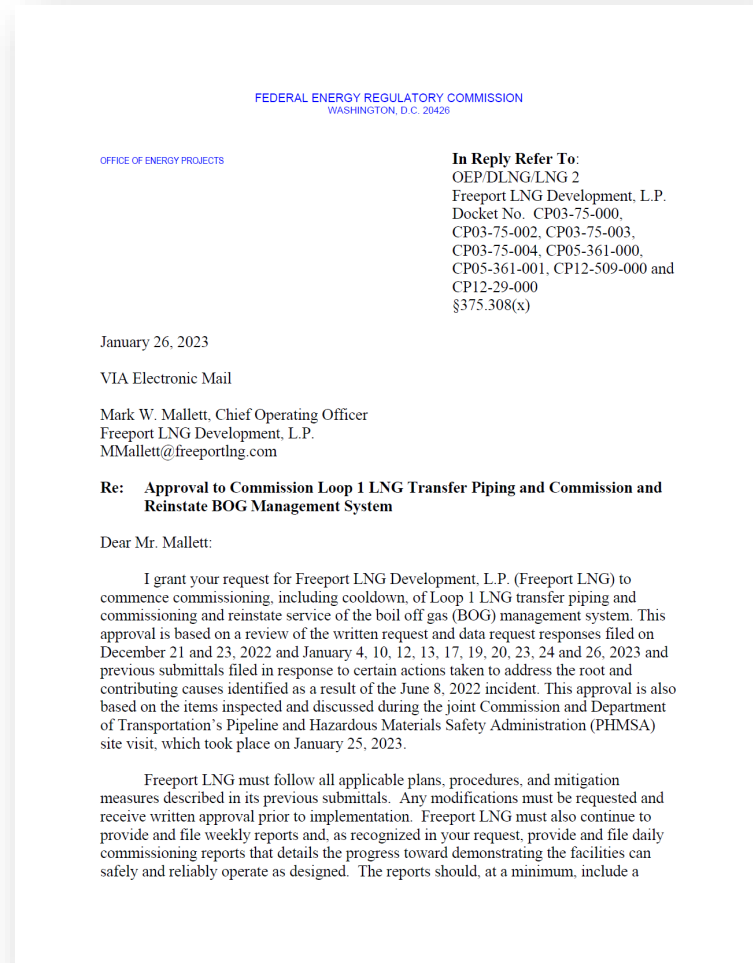 FEDERAL ENERGY REGULATORY COMMISSION
WASHINGTON, D.C. 20426
OFFICE OF ENERGY PROJECTS
In Reply Refer To:
OEP/DLNG/LNG 2
Freeport LNG Development, L.P.
Docket No.  CP03-75-000,
CP03-75-002, CP03-75-003,
CP03-75-004, CP05-361-000,
CP05-361-001, CP12-509-000 and
CP12-29-000
§375.308(x)
January 26, 2023
VIA Electronic Mail
Mark W. Mallett, Chief Operating Officer
Freeport LNG Development, L.P.
MMallett@freeportlng.com
Re: Approval to Commission Loop 1 LNG Transfer Piping and Commission and
Reinstate BOG Management System
Dear Mr. Mallett:
I grant your request for Freeport LNG Development, L.P. (Freeport LNG) to
commence commissioning, including cooldown, of Loop 1 LNG transfer piping and
commissioning and reinstate service of the boil off gas (BOG) management system. This
approval is based on a review of the written request and data request responses filed on
December 21 and 23, 2022 and January 4, 10, 12, 13, 17, 19, 20, 23, 24 and 26, 2023 and
previous submittals filed in response to certain actions taken to address the root and
contributing causes identified as a result of the June 8, 2022 incident. This approval is also
based on the items inspected and discussed during the joint Commission and Department
of Transportation's Pipeline and Hazardous Materials Safety Administration (PHMSA)
site visit, which took place on January 25, 2023.
Freeport LNG must follow all applicable plans, procedures, and mitigation
measures described in its previous submittals.  Any modifications must be requested and
receive written approval prior to implementation.  Freeport LNG must also continue to
provide and file weekly reports and, as recognized in your request, provide and file daily
commissioning reports that details the progress toward demonstrating the facilities can
safely and reliably operate as designed.  The reports should, at a minimum, include a